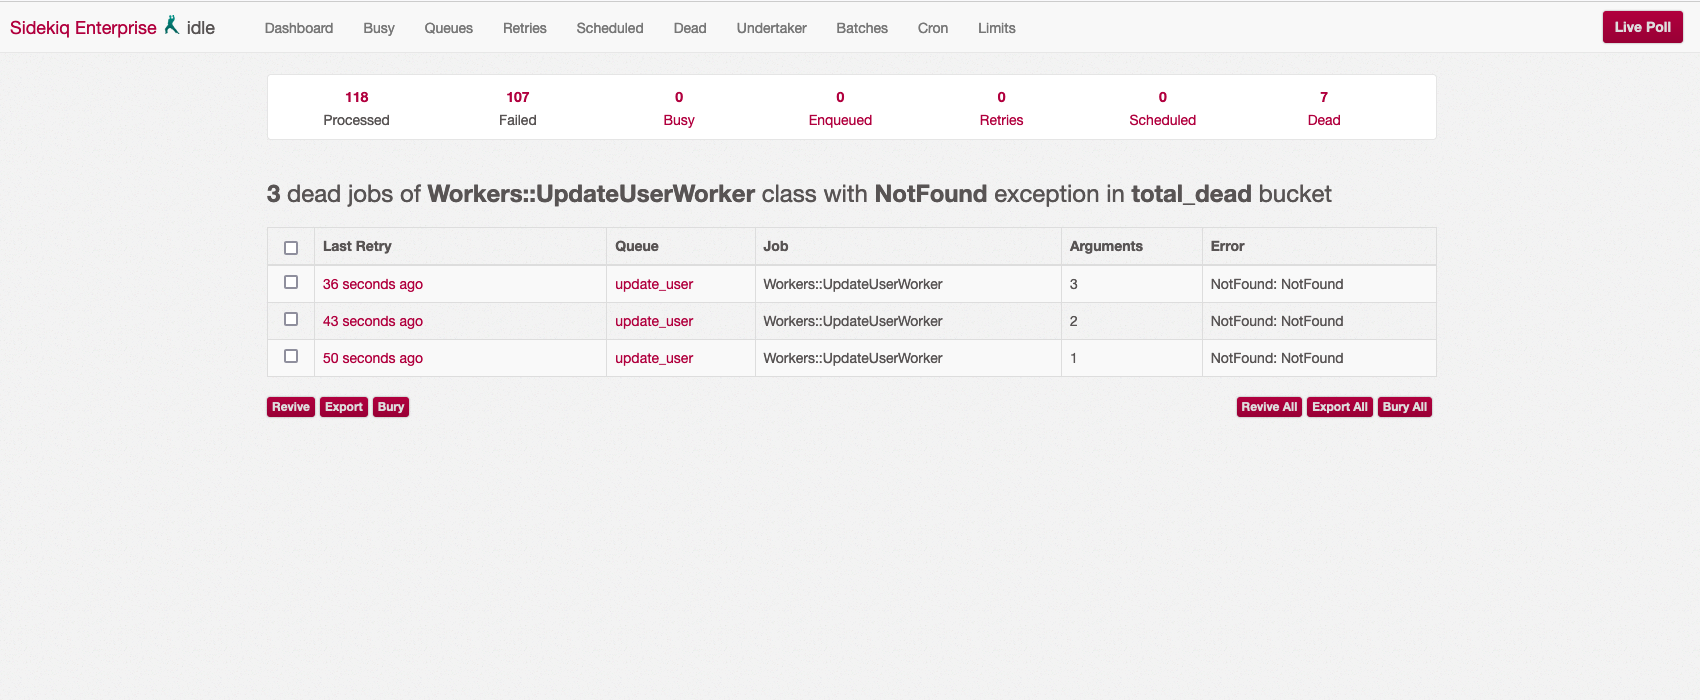 Sidekiq Enterprise idle Dashboard Busy Queues Retries Scheduled Dead Undertaker Batches Cron Limits Live Poll
118 107 0 0 0 0 7
Processed Failed Busy Enqueued Retries Scheduled Dead
3 dead jobs of Workers::UpdateUserWorker class with NotFound exception in total_dead bucket
Last Retry Queue Job Arguments Error
36 seconds ago update_user Workers::UpdateUserWorker 3 NotFound: NotFound
43 seconds ago update_user Workers::UpdateUserWorker 2 NotFound: NotFound
50 seconds ago update_user Workers::UpdateUserWorker 1 NotFound: NotFound
Revive Export Bury Revive All Export All Bury All